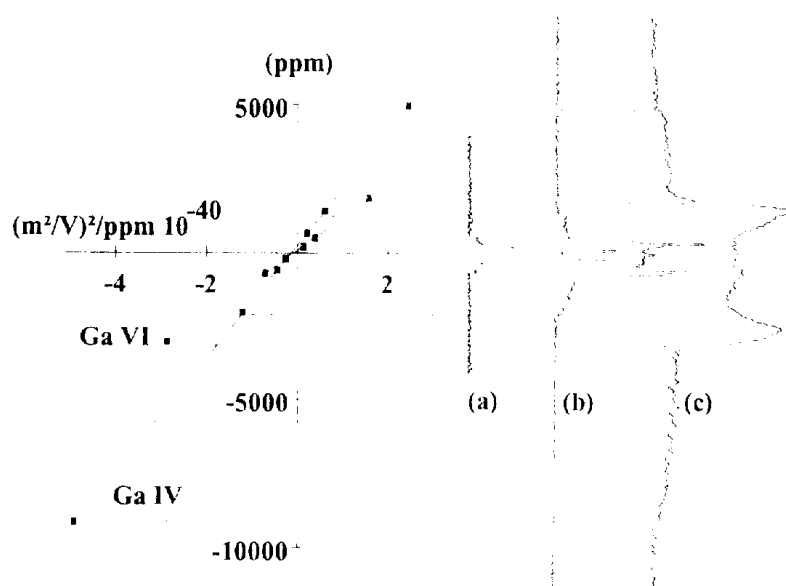 (ppm)
5000
(m²/V)²/ppm 10⁻⁴⁰
-4 -2 2
Ga VI
-5000 (a) (b) (c)
Ga IV
-10000